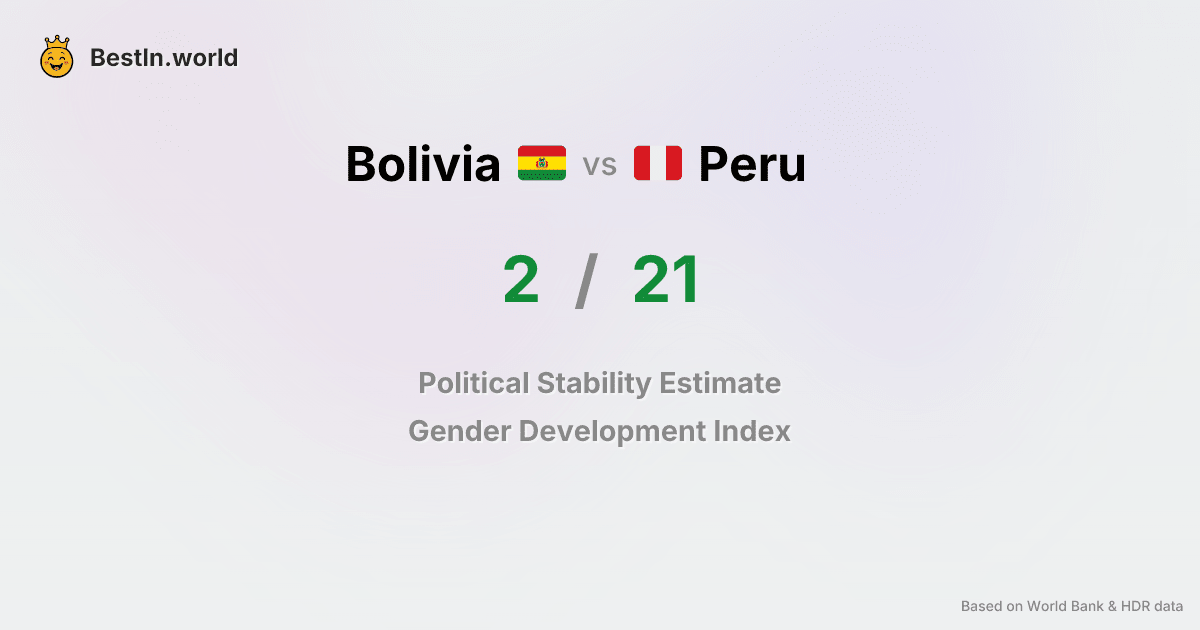 BestIn.world
Bolivia vs Peru
2 / 21
Political Stability Estimate
Gender Development Index
Based on World Bank & HDR data